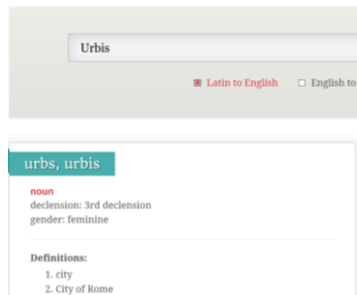 Urbis
Latin to English
English to
urbs, urbis
noun
declension: 3rd declension
gender: feminine
Definitions:
1. city
2. City of Rome